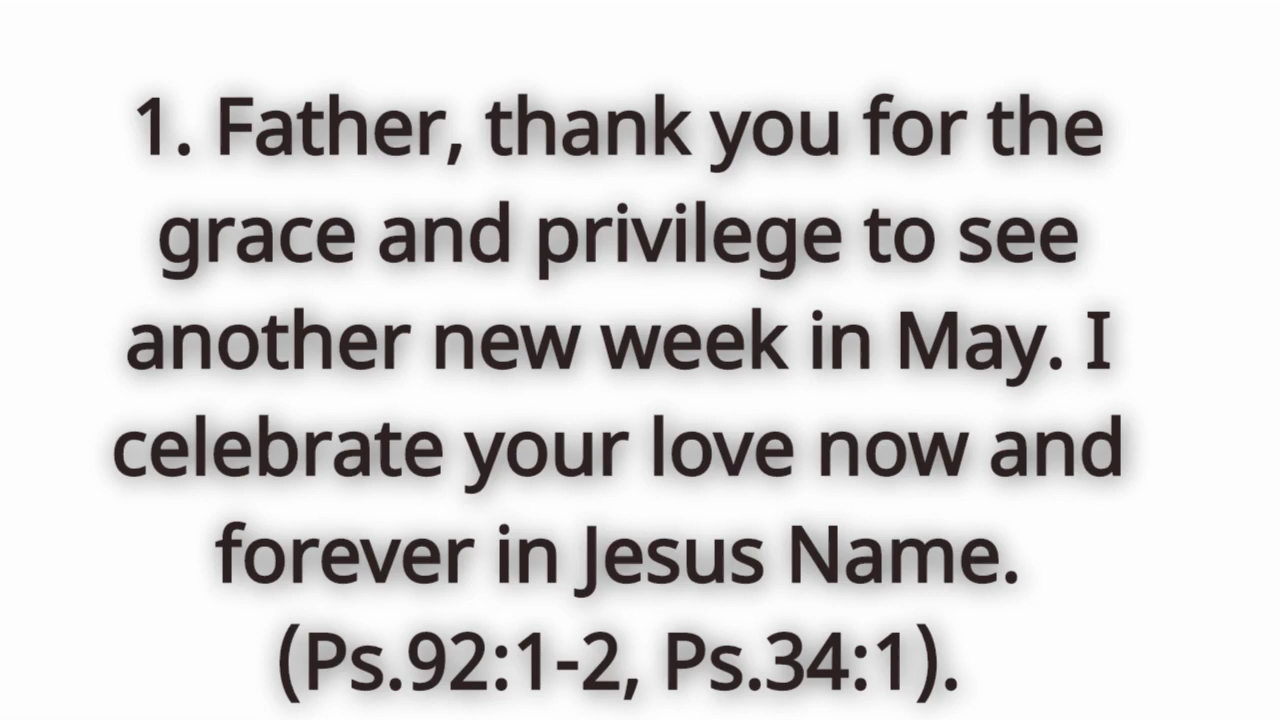 1. Father, thank you for the
grace and privilege to see
another new week in May. I
celebrate your love now and
forever in Jesus Name.
(Ps.92:1-2, Ps.34:1).